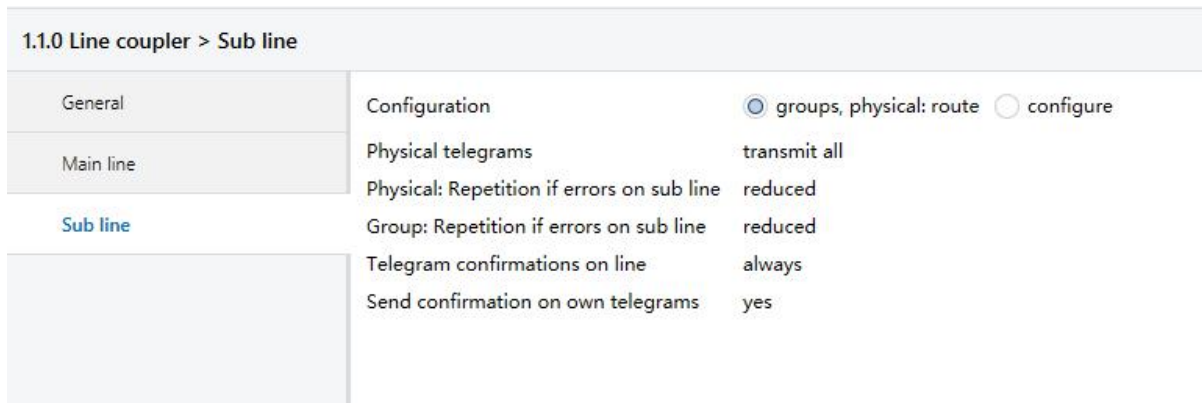 1.1.0 Line coupler > Sub line
General
Main line
Sub line
Configuration groups, physical: route configure
Physical telegrams transmit all
Physical: Repetition if errors on sub line reduced
Group: Repetition if errors on sub line reduced
Telegram confirmations on line always
Send confirmation on own telegrams yes